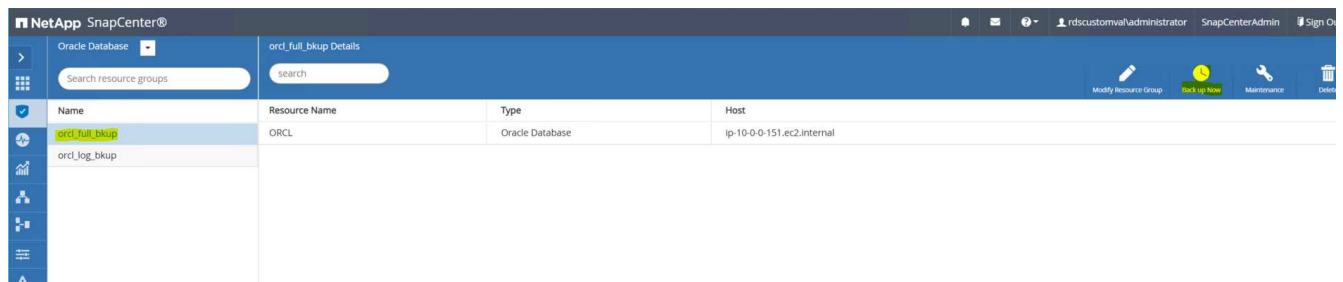 NetApp SnapCenter® rdscustomval\administrator SnapCenterAdmin Sign Ou
Oracle Database
Search resource groups
Name
orcl_full_bkup
orcl_log_bkup
orcl_full_bkup Details
search
Modify Resource Group Back up Now Maintenance Delete
Resource Name Type Host
ORCL Oracle Database ip-10-0-0-151.ec2.internal